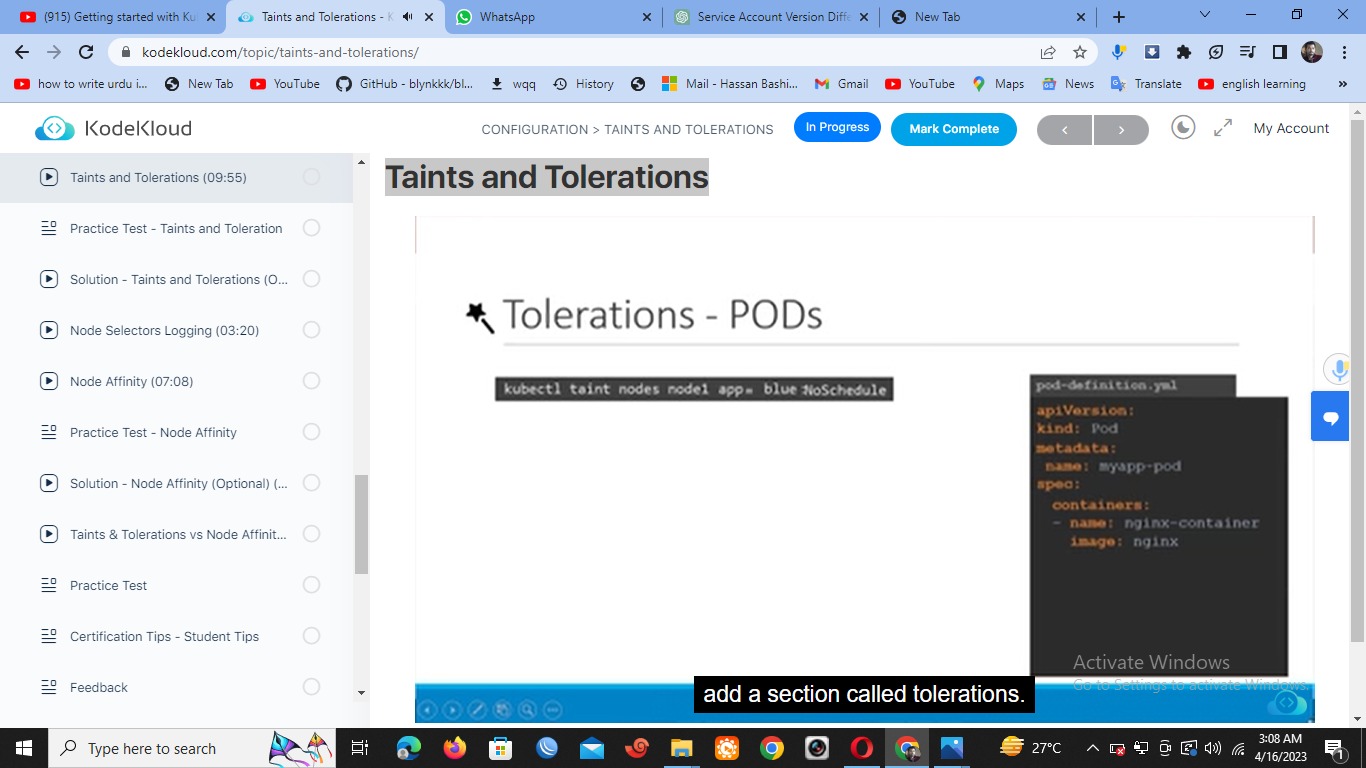 (915) Getting started with Ku
Taints and Tolerations - K
WhatsApp
Service Account Version Diffe
New Tab
kodekloud.com/topic/taints-and-tolerations/
how to write urdu i...
New Tab
YouTube
GitHub - blynkkk/bl...
wqq
History
Mail - Hassan Bashi...
Gmail
YouTube
Maps
News
Translate
english learning
»
KodeKloud
CONFIGURATION > TAINTS AND TOLERATIONS
In Progress
Mark Complete
My Account
Taints and Tolerations (09:55)
Practice Test - Taints and Toleration
Solution - Taints and Tolerations (O...
Node Selectors Logging (03:20)
Node Affinity (07:08)
Practice Test - Node Affinity
Solution - Node Affinity (Optional) (...
Taints & Tolerations vs Node Affinit...
Practice Test
Certification Tips - Student Tips
Feedback
Taints and Tolerations
Tolerations - PODs
kubectl taint nodes node1 app= blue:NoSchedule
pod-definition.yml
apiVersion:
kind: Pod
metadata:
name: myapp-pod
spec:
containers:
- name: nginx-container
image: nginx
Activate Windows
Go to Settings to activate Windows.
add a section called tolerations.
Type here to search
27°C
3:08 AM
4/16/2023
1